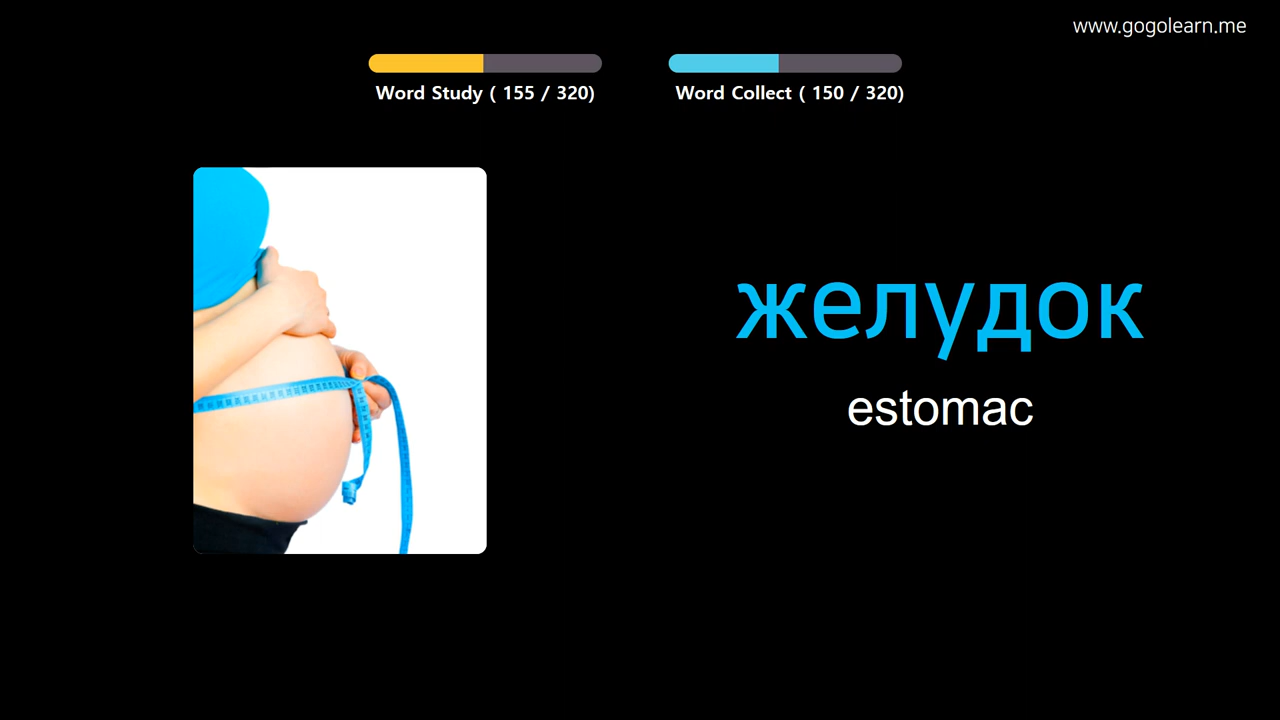 www.gogolearn.me
Word Study ( 155 / 320)
Word Collect ( 150 / 320)
желудок
estomac